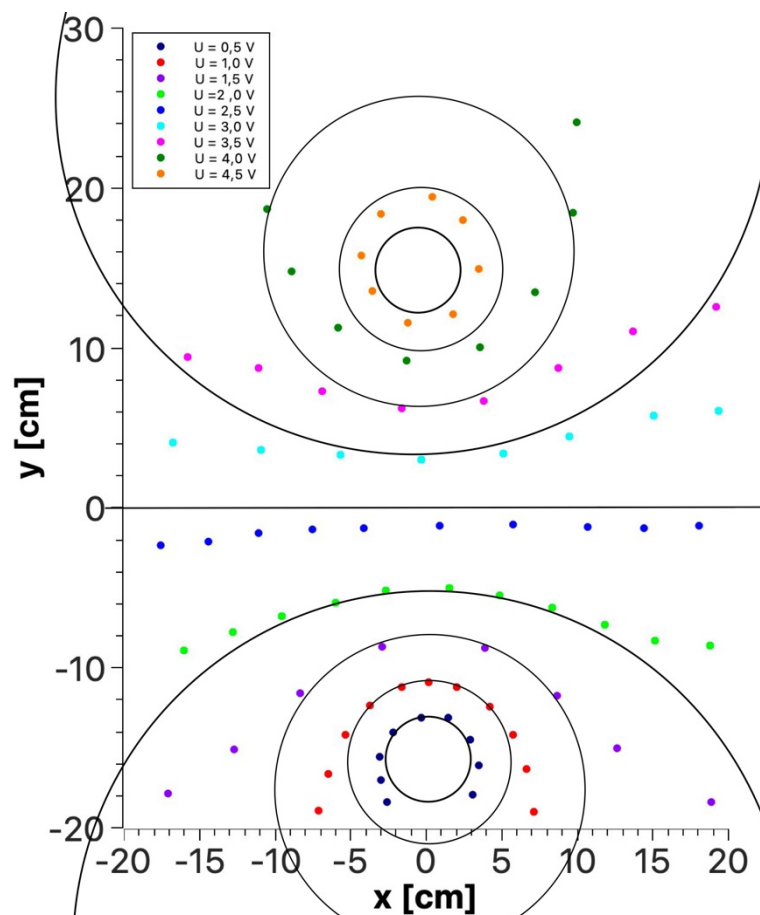 30
U = 0,5 V
U = 1,0 V
U = 1,5 V
U =2 ,0 V
U = 2,5 V
U = 3,0 V
U = 3,5 V
U = 4,0 V
U = 4,5 V
20
10
y [cm]
0
-10
-20
-20 -15 -10 -5 0 5 10 15 20
x [cm]